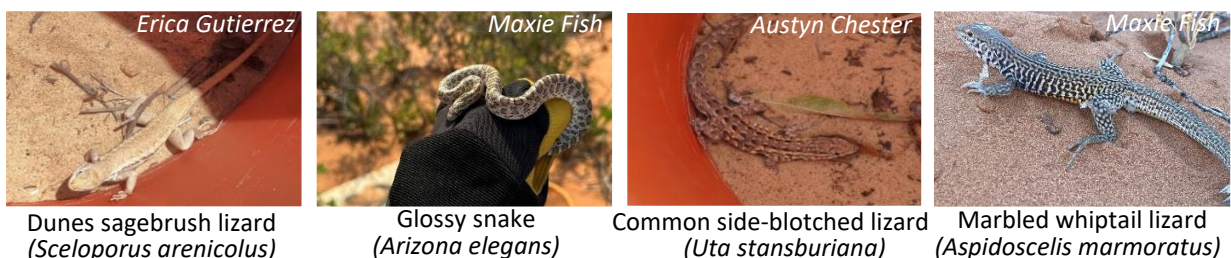 Erica Gutierrez
Maxie Fish
Austyn Chester
Maxie Fish
Dunes sagebrush lizard
(Sceloporus arenicolus)
Glossy snake
(Arizona elegans)
Common side-blotched lizard
(Uta stansburiana)
Marbled whiptail lizard
(Aspidoscelis marmoratus)